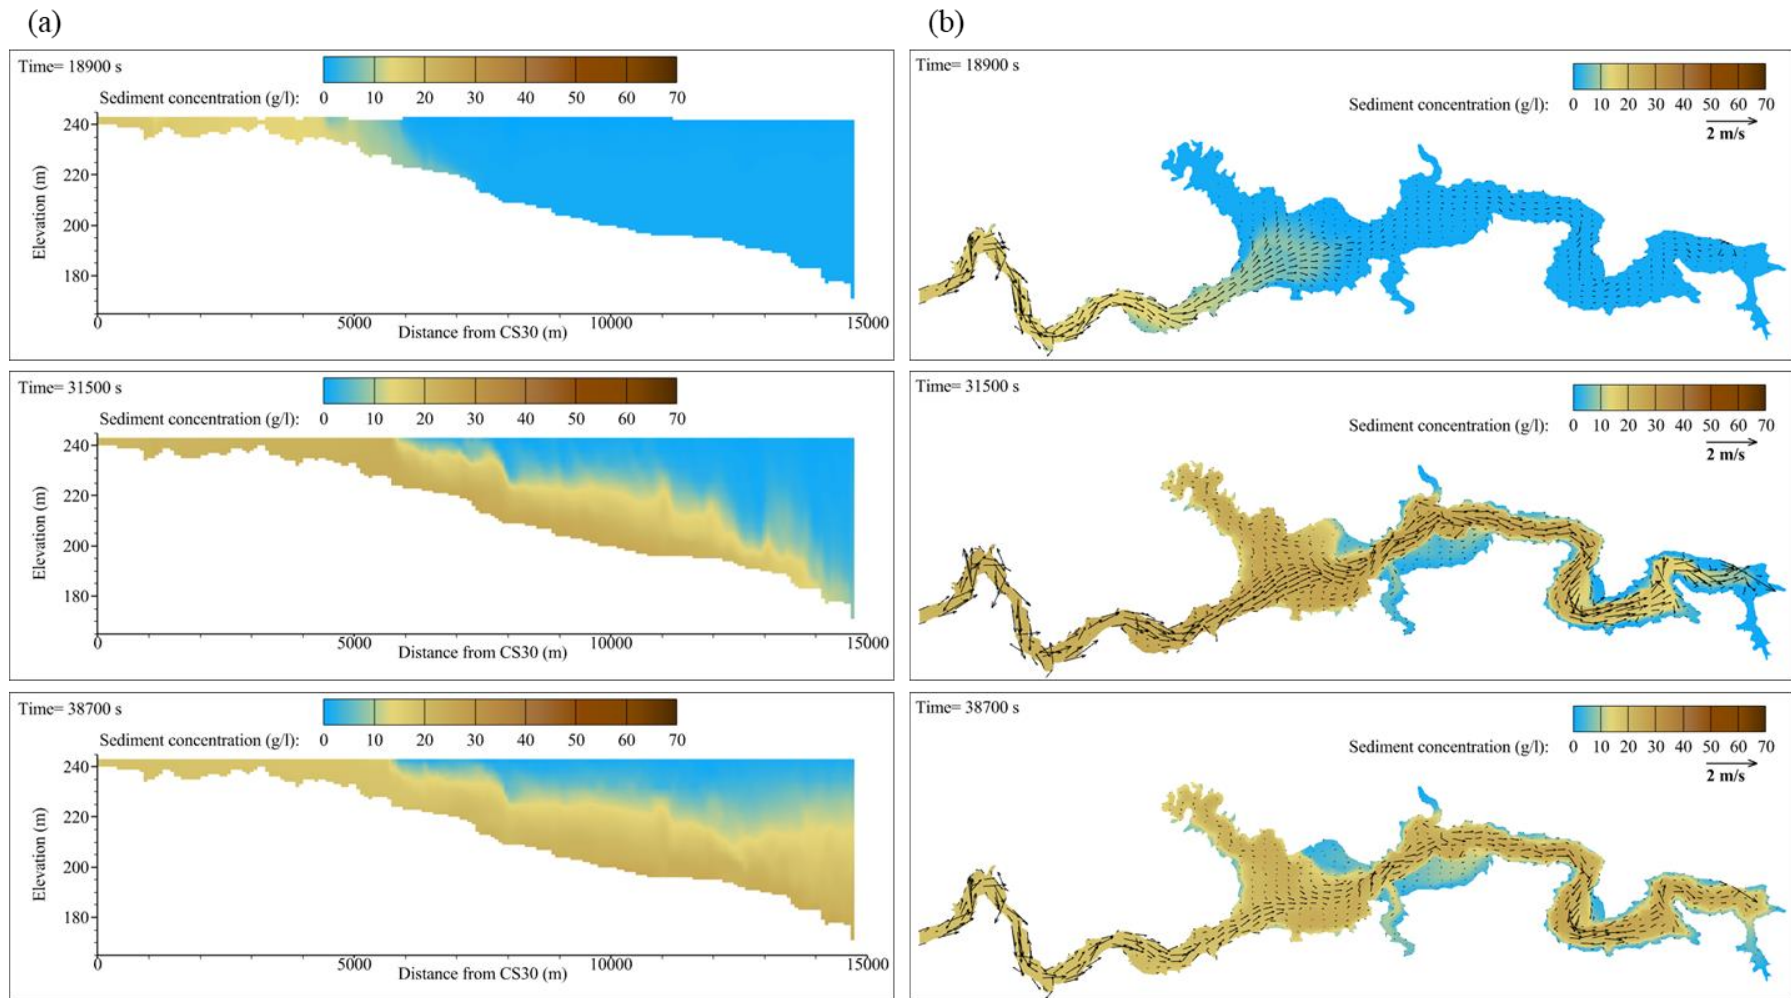 (a)
(b)
Time= 18900 s
Sediment concentration (g/l): 0 10 20 30 40 50 60 70
Elevation (m)
240
220
200
180
0 5000 10000 15000
Distance from CS30 (m)
Time= 18900 s
Sediment concentration (g/l): 0 10 20 30 40 50 60 70
2 m/s
Time= 31500 s
Sediment concentration (g/l): 0 10 20 30 40 50 60 70
Elevation (m)
240
220
200
180
0 5000 10000 15000
Distance from CS30 (m)
Time= 31500 s
Sediment concentration (g/l): 0 10 20 30 40 50 60 70
2 m/s
Time= 38700 s
Sediment concentration (g/l): 0 10 20 30 40 50 60 70
Elevation (m)
240
220
200
180
0 5000 10000 15000
Distance from CS30 (m)
Time= 38700 s
Sediment concentration (g/l): 0 10 20 30 40 50 60 70
2 m/s